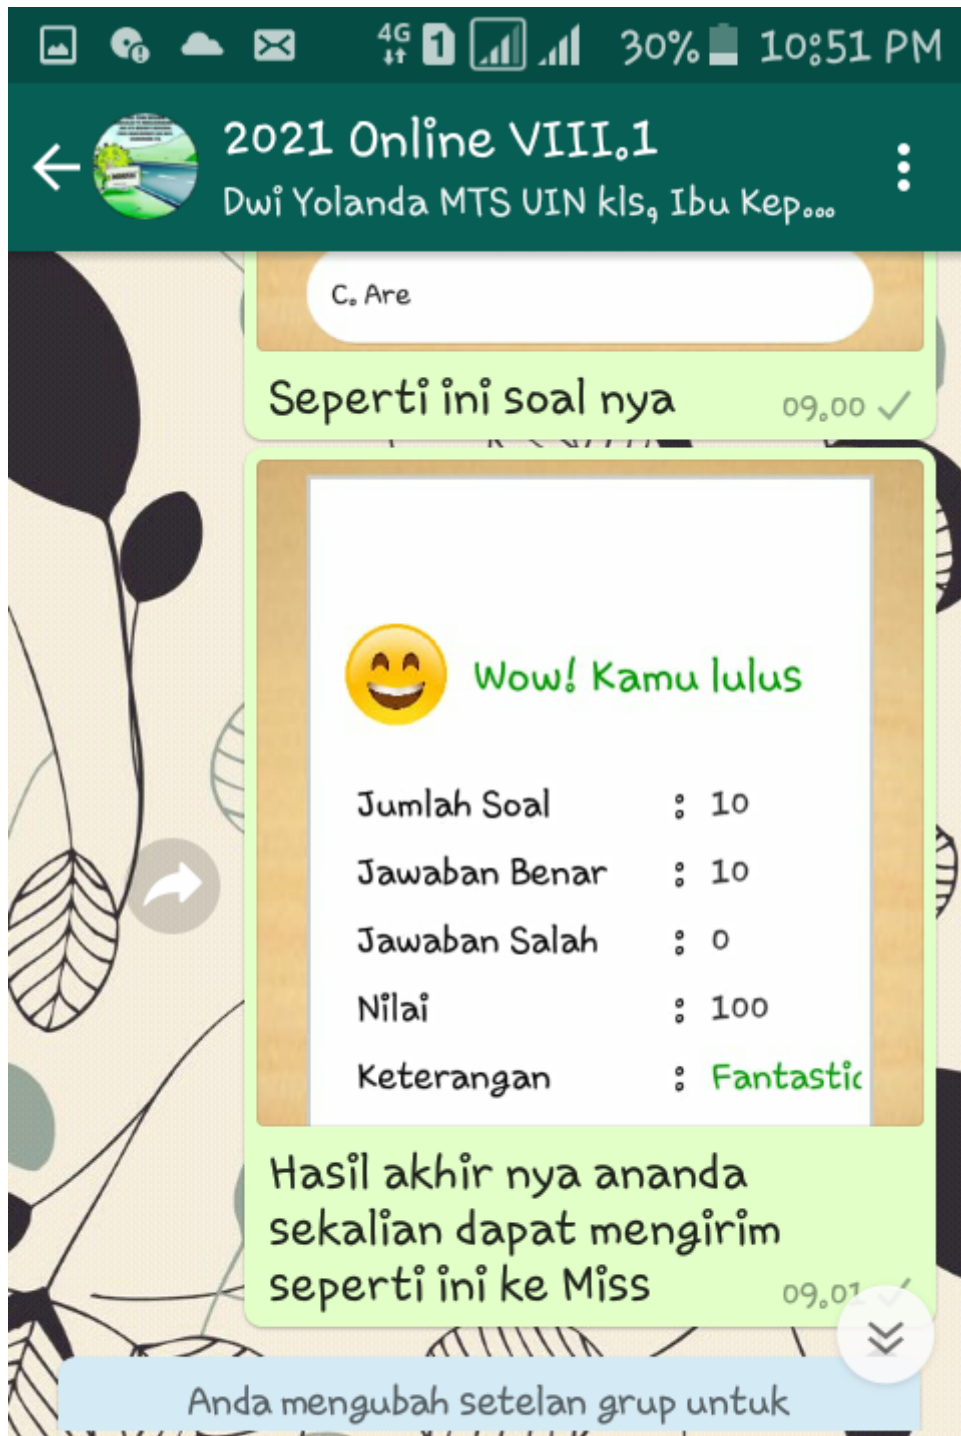 4G 1 30% 10:51 PM
2021 Online VIII.1
Dwi Yolanda MTS UIN kls, Ibu Kep...
C. Are
Seperti ini soal nya
09.00
Wow! Kamu lulus
Jumlah Soal : 10
Jawaban Benar : 10
Jawaban Salah : 0
Nilai : 100
Keterangan : Fantastic
Hasil akhir nya ananda
sekalian dapat mengirim
seperti ini ke Miss
09.01
Anda mengubah setelan grup untuk